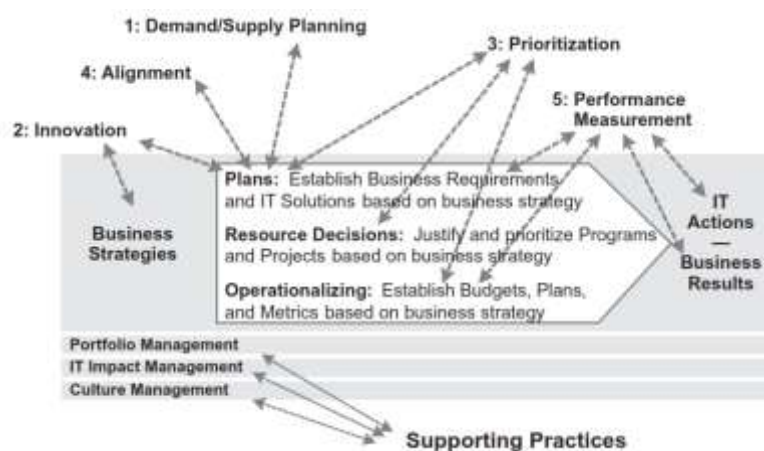 1: Demand/Supply Planning
3: Prioritization
4: Alignment
5: Performance
Measurement
2: Innovation
Plans: Establish Business Requirements
and IT Solutions based on business strategy
Business
Strategies
Resource Decisions: Justify and prioritize Programs
and Projects based on business strategy
Operationalizing: Establish Budgets, Plans,
and Metrics based on business strategy
IT
Actions
—
Business
Results
Portfolio Management
IT Impact Management
Culture Management
Supporting Practices